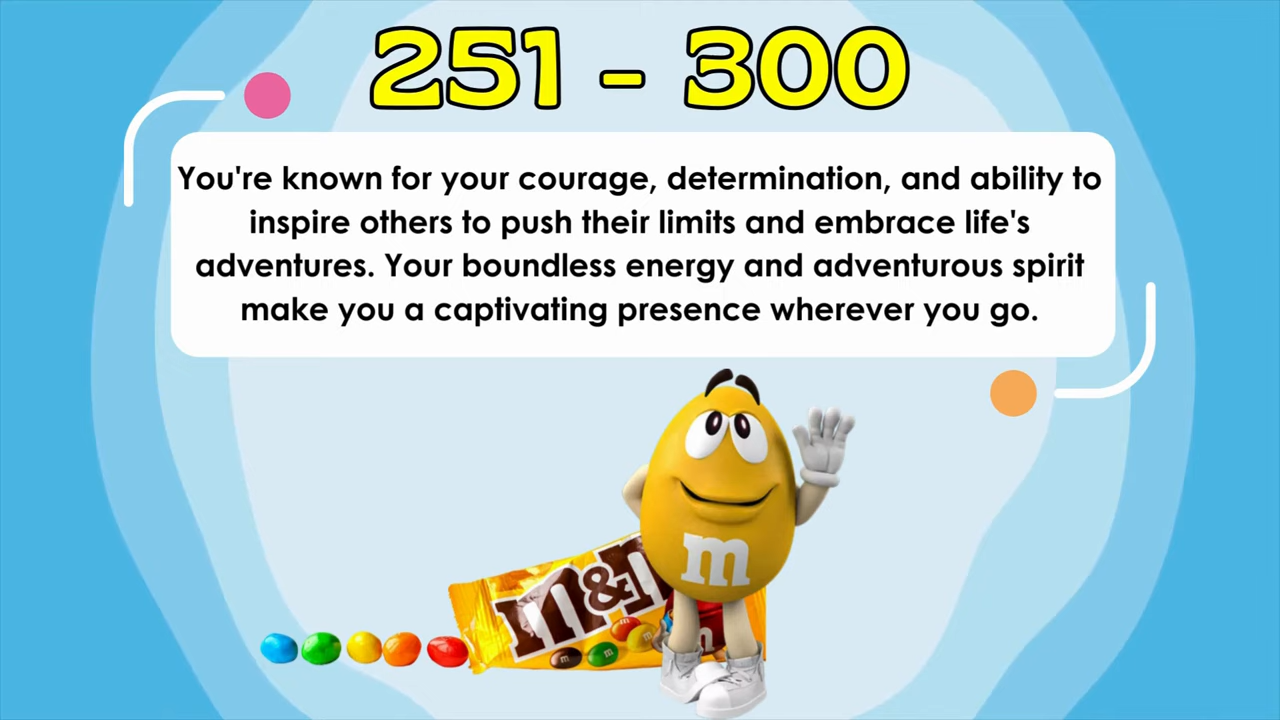 251 - 300
You're known for your courage, determination, and ability to
inspire others to push their limits and embrace life's
adventures. Your boundless energy and adventurous spirit
make you a captivating presence wherever you go.
m
m&m
m
m
m
m